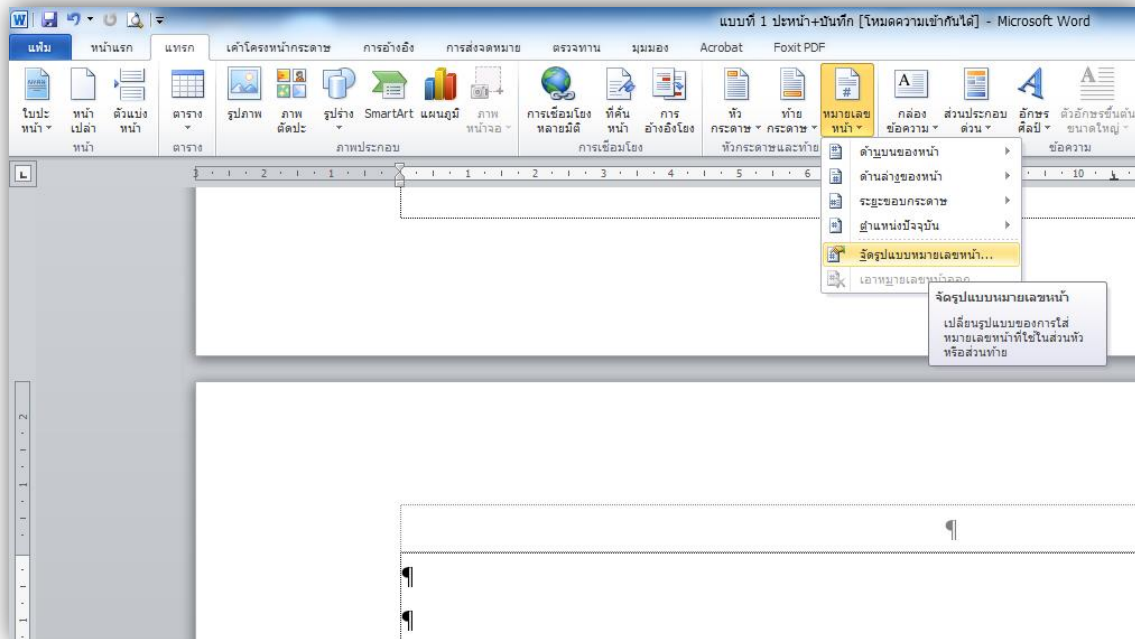 แบบที่ 1 ปะหน้า+บันทึก [โหมดความเข้ากันได้] - Microsoft Word
แฟ้ม หน้าแรก แทรก เค้าโครงหน้ากระดาษ การอ้างอิง การส่งจดหมาย ตรวจทาน มุมมอง Acrobat Foxit PDF
ใบปะ หน้า ตัวแบ่ง ตาราง รูปภาพ ภาพ รูปร่าง SmartArt แผนภูมิ ภาพ การเชื่อมโยง ที่คั่น การ หัว ท้าย หมายเลข กล่อง ส่วนประกอบ อักษร ตัวอักษรขึ้นต้น
หน้า เปล่า หน้า ตัดปะ หน้าจอ หลายมิติ หน้า อ้างอิงโยง กระดาษ กระดาษ หน้า ข้อความ ด่วน ศิลป์ ขนาดใหญ่
หน้า ตาราง ภาพประกอบ การเชื่อมโยง หัวกระดาษและท้าย ข้อความ
3 2 1 1 2 3 4 5 6 10
ด้านบนของหน้า
ด้านล่างของหน้า
ระยะขอบกระดาษ
ตำแหน่งปัจจุบัน
จัดรูปแบบหมายเลขหน้า...
เอาหมายเลขหน้าออก
จัดรูปแบบหมายเลขหน้า
เปลี่ยนรูปแบบของการใส่
หมายเลขหน้าที่ใช้ในส่วนหัว
หรือส่วนท้าย
2
1
1
¶
¶
¶